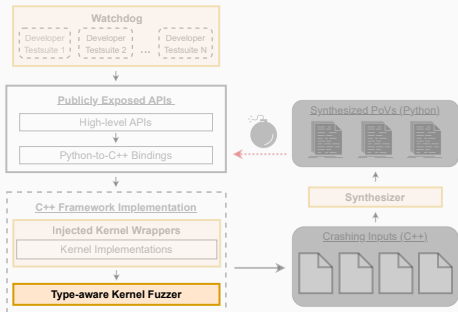 Watchdog
Developer
Testsuite 1
Developer
Testsuite 2
...
Developer
Testsuite N
Publicly Exposed APIs
High-level APIs
Python-to-C++ Bindings
C++ Framework Implementation
Injected Kernel Wrappers
Kernel Implementations
Type-aware Kernel Fuzzer
Synthesized PoVs (Python)
Synthesizer
Crashing Inputs (C++)